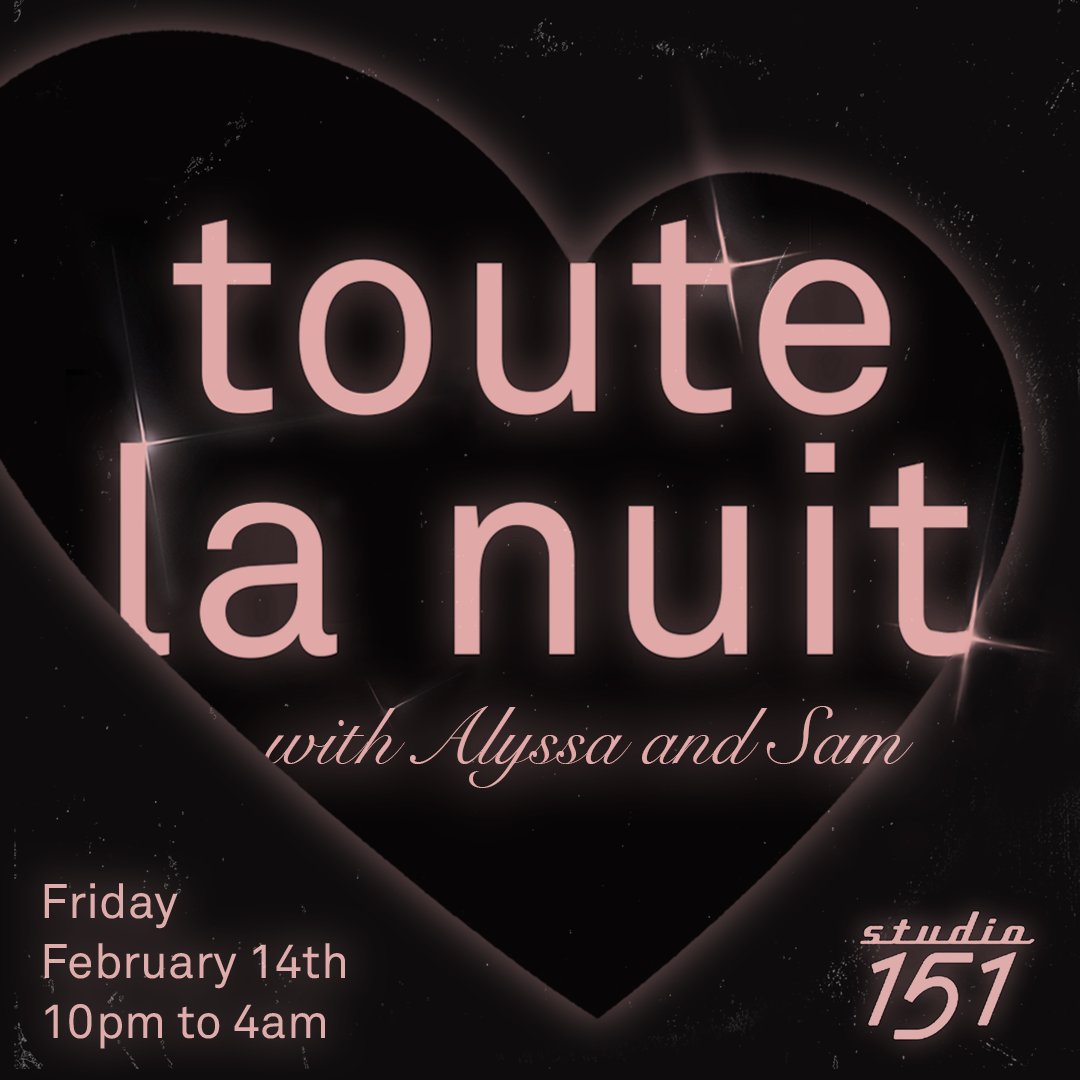 toute
la nuit
with Alyssa and Sam
Friday
February 14th
10pm to 4am
studio
151